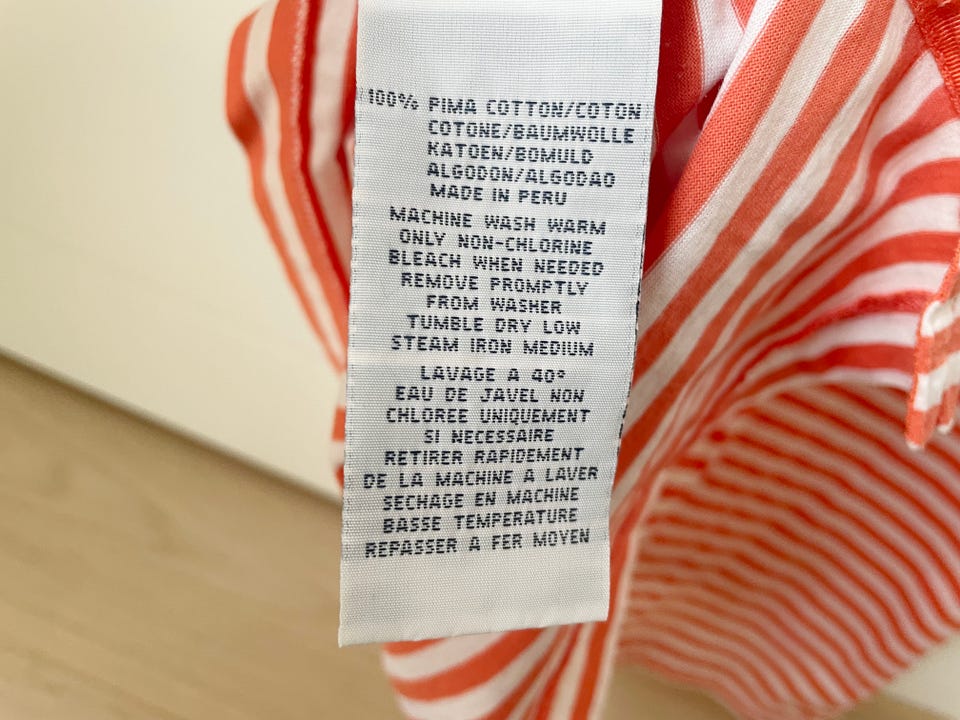 100% PIMA COTTON/COTON
COTONE/BAUMWOLLE
KATOEN/BOMULD
ALGODON/ALGODAO
MADE IN PERU
MACHINE WASH WARM
ONLY NON-CHLORINE
BLEACH WHEN NEEDED
REMOVE PROMPTLY
FROM WASHER
TUMBLE DRY LOW
STEAM IRON MEDIUM
LAVAGE A 40°
EAU DE JAVEL NON
CHLOREE UNIQUEMENT
SI NECESSAIRE
RETIRER RAPIDEMENT
DE LA MACHINE A LAVER
SECHAGE EN MACHINE
BASSE TEMPERATURE
REPASSER A FER MOYEN